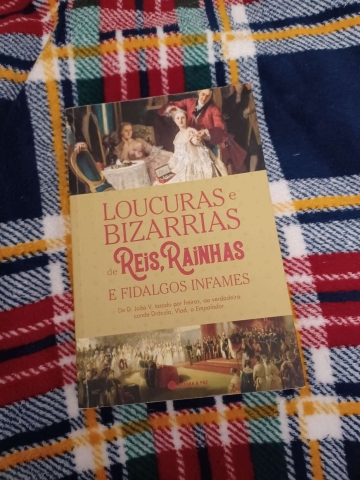 LOUCURAS e
BIZARRIAS
de REIS, RAINHAS
E FIDALGOS INFAMES
De D. João V, tarado por freiras, ao verdadeiro
conde Drácula, Vlad, o Empalador...